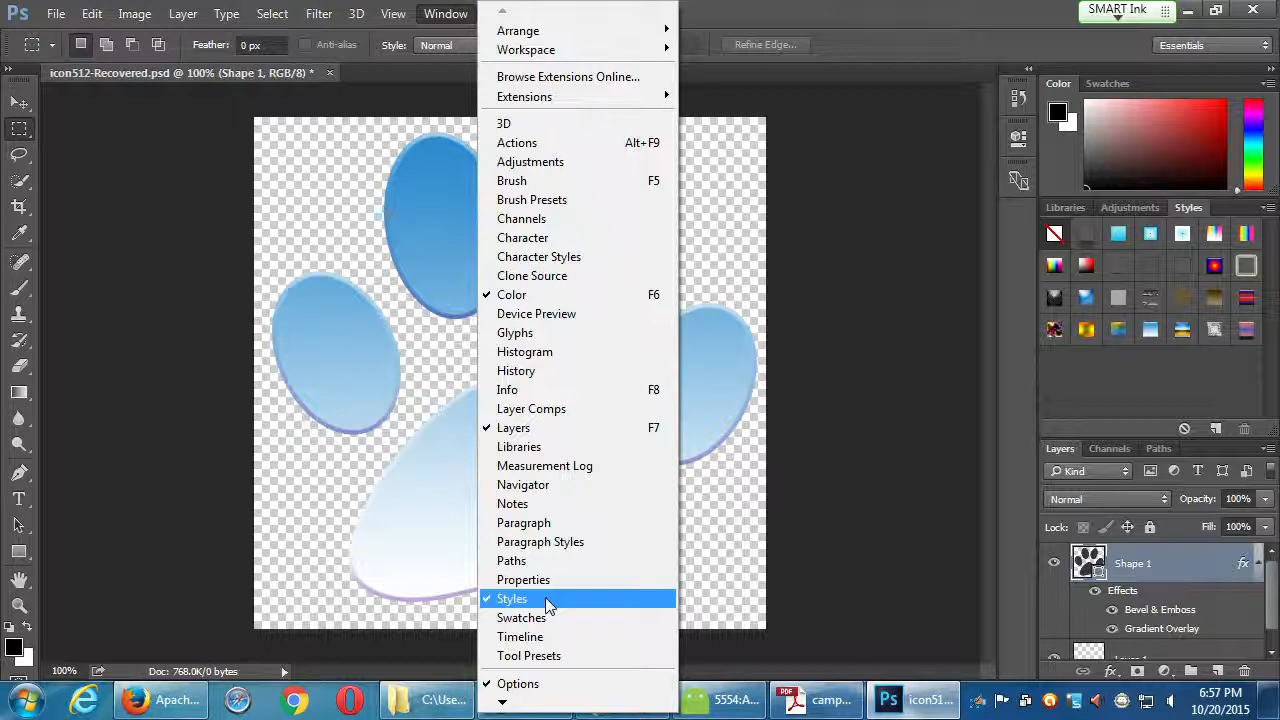 Ps File Edit Image Layer Type Select Filter 3D View Window
SMART Ink
Feather: 0 px Anti-alias Style: Normal Refine Edge... Essentials
icon512-Recovered.psd @ 100% (Shape 1, RGB/8) *
Arrange
Workspace
Browse Extensions Online...
Extensions
3D
Actions Alt+F9
Adjustments
Brush F5
Brush Presets
Channels
Character
Character Styles
Clone Source
Color F6
Device Preview
Glyphs
Histogram
History
Info F8
Layer Comps
Layers F7
Libraries
Measurement Log
Navigator
Notes
Paragraph
Paragraph Styles
Paths
Properties
Styles
Swatches
Timeline
Tool Presets
Options
Color Swatches
Libraries Adjustments Styles
Layers Channels Paths
Kind
Normal Opacity: 100%
Lock: Fill: 100%
Shape 1 fx
Effects
Bevel & Emboss
Gradient Overlay
100% Doc: 768.0K/0 bytes
Apach... C:\Use... 5554:A... PDF camp... Ps icon51...
6:57 PM
10/20/2015